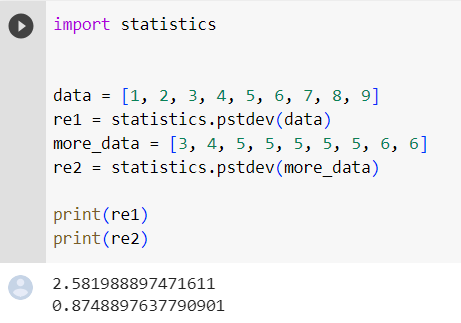 import statistics
data = [1, 2, 3, 4, 5, 6, 7, 8, 9]
re1 = statistics.pstdev(data)
more_data = [3, 4, 5, 5, 5, 5, 5, 6, 6]
re2 = statistics.pstdev(more_data)
print(re1)
print(re2)
2.581988897471611
0.8748897637790901